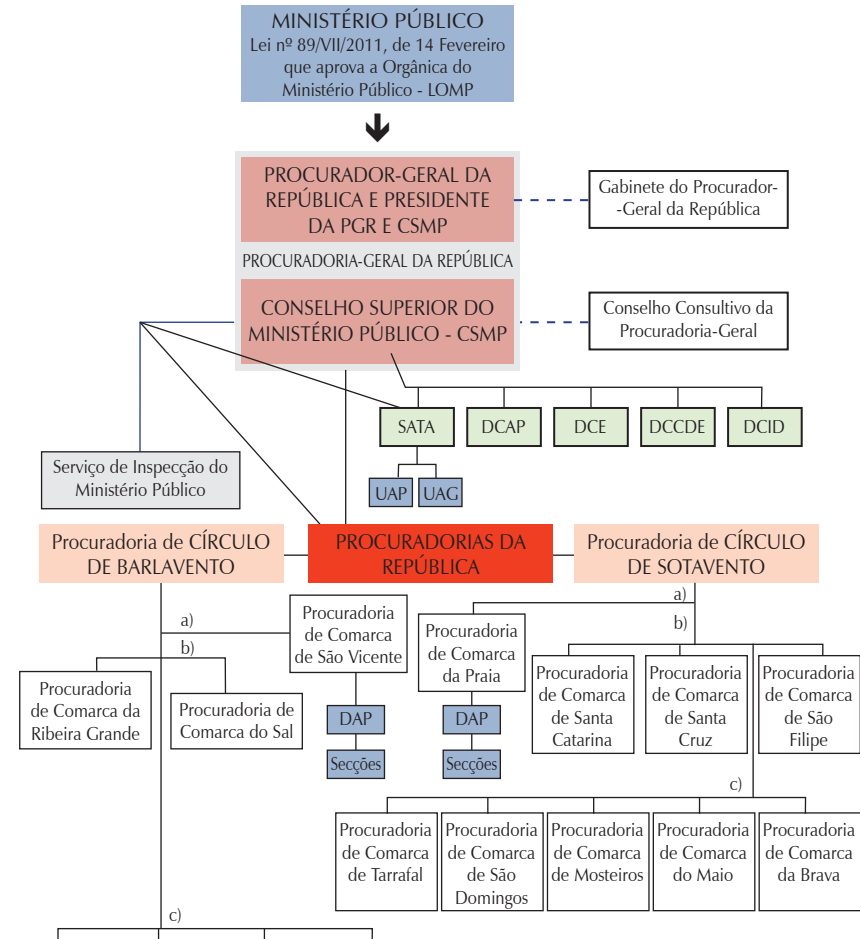 MINISTÉRIO PÚBLICO
Lei nº 89/VII/2011, de 14 Fevereiro
que aprova a Orgânica do
Ministério Público - LOMP
PROCURADOR-GERAL DA
REPÚBLICA E PRESIDENTE
DA PGR E CSMP
Gabinete do Procurador-
-Geral da República
PROCURADORIA-GERAL DA REPÚBLICA
CONSELHO SUPERIOR DO
MINISTÉRIO PÚBLICO - CSMP
Conselho Consultivo da
Procuradoria-Geral
SATA
DCAP
DCE
DCCDE
DCID
Serviço de Inspecção do
Ministério Público
UAP
UAG
Procuradoria de CÍRCULO
DE BARLAVENTO
PROCURADORIAS DA
REPÚBLICA
Procuradoria de CÍRCULO
DE SOTAVENTO
a)
b)
Procuradoria
de Comarca
de São Vicente
Procuradoria
de Comarca da
Ribeira Grande
Procuradoria de
Comarca do Sal
DAP
Secções
a)
b)
Procuradoria
de Comarca
da Praia
DAP
Secções
Procuradoria
de Comarca
de Santa
Catarina
Procuradoria
de Comarca
de Santa
Cruz
Procuradoria
de Comarca
de São
Filipe
c)
Procuradoria
de Comarca
de Tarrafal
Procuradoria
de Comarca
de São
Domingos
Procuradoria
de Comarca
de Mosteiros
Procuradoria
de Comarca
do Maio
Procuradoria
de Comarca
da Brava
c)